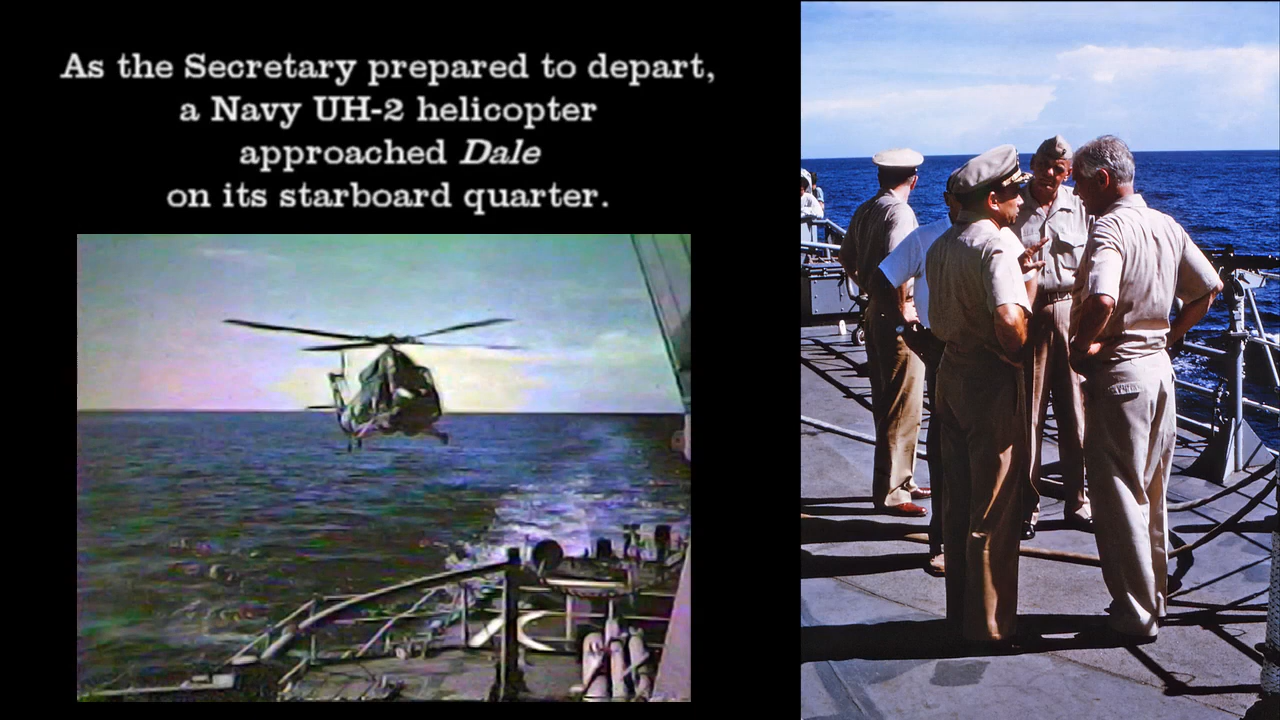 As the Secretary prepared to depart,
a Navy UH-2 helicopter
approached Dale
on its starboard quarter.